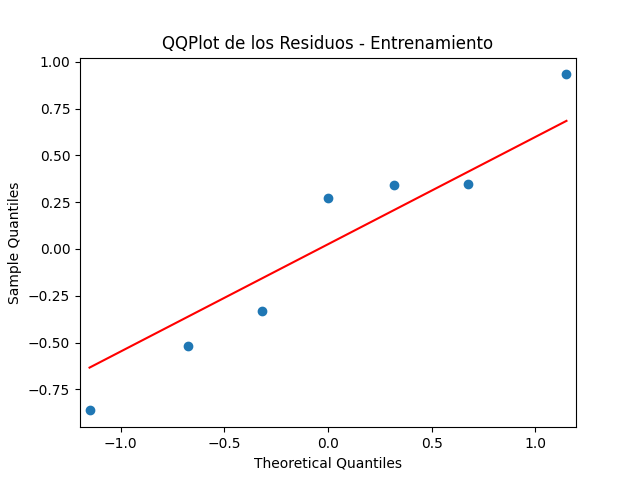 QQPlot de los Residuos - Entrenamiento
1.00
0.75
0.50
0.25
0.00
−0.25
−0.50
−0.75
Sample Quantiles
−1.0 −0.5 0.0 0.5 1.0
Theoretical Quantiles